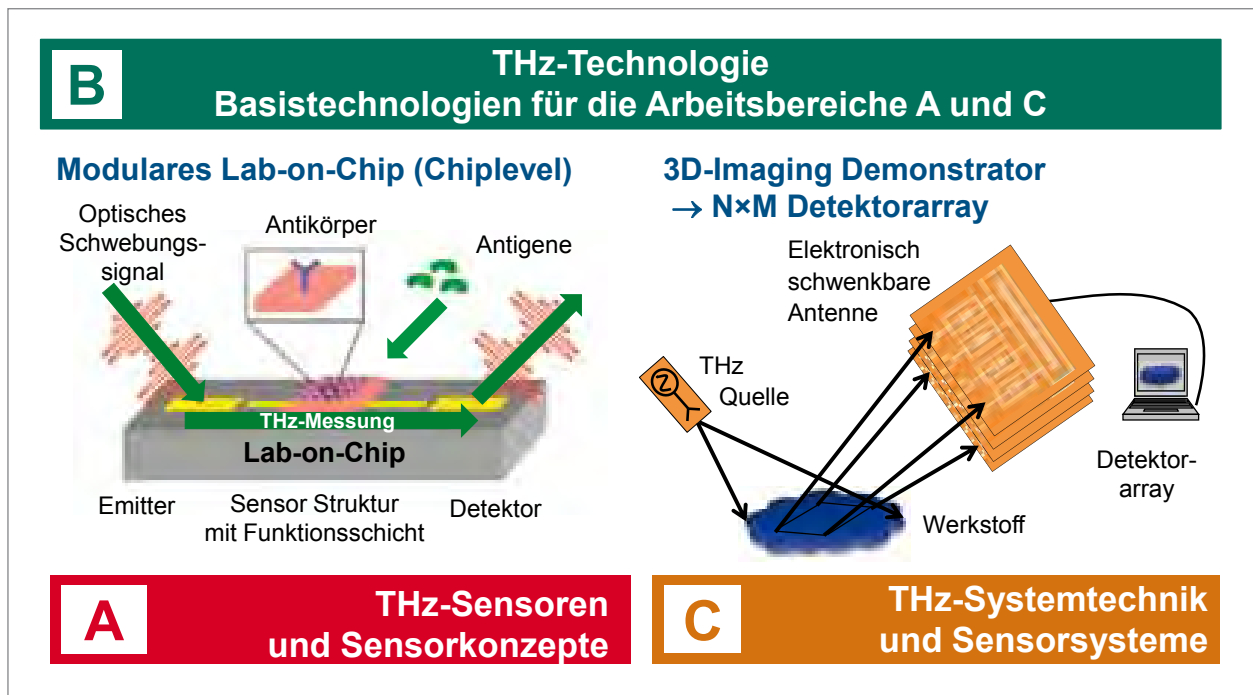 B
THz-Technologie
Basistechnologien für die Arbeitsbereiche A und C
Modulares Lab-on-Chip (Chiplevel)
Optisches
Schwebungs-
signal
Antikörper
Antigene
THz-Messung
Lab-on-Chip
Emitter
Sensor Struktur
mit Funktionsschicht
Detektor
3D-Imaging Demonstrator
→ N×M Detektorarray
Elektronisch
schwenkbare
Antenne
THz
Quelle
Detektor-
array
Werkstoff
A
THz-Sensoren
und Sensorkonzepte
C
THz-Systemtechnik
und Sensorsysteme